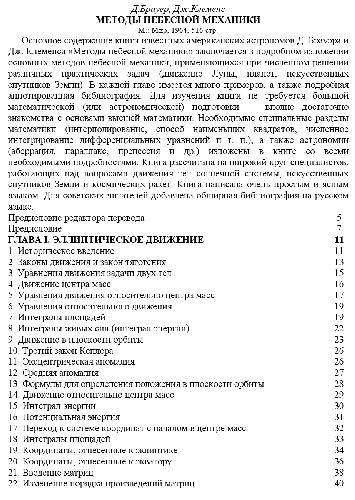 Д.Брауер, Дж.Клеменс
МЕТОДЫ НЕБЕСНОЙ МЕХАНИКИ
М.: Мир, 1964, 515 стр.
Основное содержание книги известных американских астрономов Д. Брауэра и
Дж. Клеменса «Методы небесной механики» заключается в подробном изложении
основных методов небесной механики, применяющихся при численном решении
различных практических задач (движение Луны, планет, искусственных
спутников Земли). В каждой главе имеется много примеров, а также подробная
аннотированная библиография. Для изучения книги не требуется большой
математической (или астрономической) подготовки — вполне достаточно
знакомства с основами высшей математики. Необходимые специальные разделы
математики (интерполирование, способ наименьших квадратов, численное
интегрирование дифференциальных уравнений и т. п.), а также астрономии
(аберрация, параллакс, прецессия и др.) изложены в книге со всеми
необходимыми подробностями. Книга рассчитана на широкий круг специалистов,
работающих над вопросами движения тел солнечной системы, искусственных
спутников Земли и космических ракет. Книга написана очень простым и ясным
языком. Для советских читателей добавлена обширная библиография на русском
языке.
Предисловие редактора перевода 5
Предисловие 7
ГЛАВА I. ЭЛЛИПТИЧЕСКОЕ ДВИЖЕНИЕ 11
1. Историческое введение 11
2. Законы движения и закон тяготения 13
3. Уравнения движения задачи двух тел 15
4. Движение центра масс 16
5. Уравнения движения относительно центра масс 17
6. Уравнения относительного движения 19
7. Интегралы площадей 19
8. Интегралы живых сил (интеграл энергии) 22
9. Движение в плоскости орбиты 23
10. Третий закон Кеплера 26
11. Эксцентрическая аномалия 26
12. Средняя аномалия 27
13. Формулы для определения положения в плоскости орбиты 28
14. Движение относительно центра масс 29
15. Интеграл энергии 30
16. Потенциальная энергия 31
17. Переход к системе координат с началом в центре масс 32
18. Интегралы площадей 33
19. Координаты, отнесенные к эклиптике 34
20. Координаты, отнесенные к экватору 36
21. Введение матриц 38
22. Изменение порядка произведений матриц 40